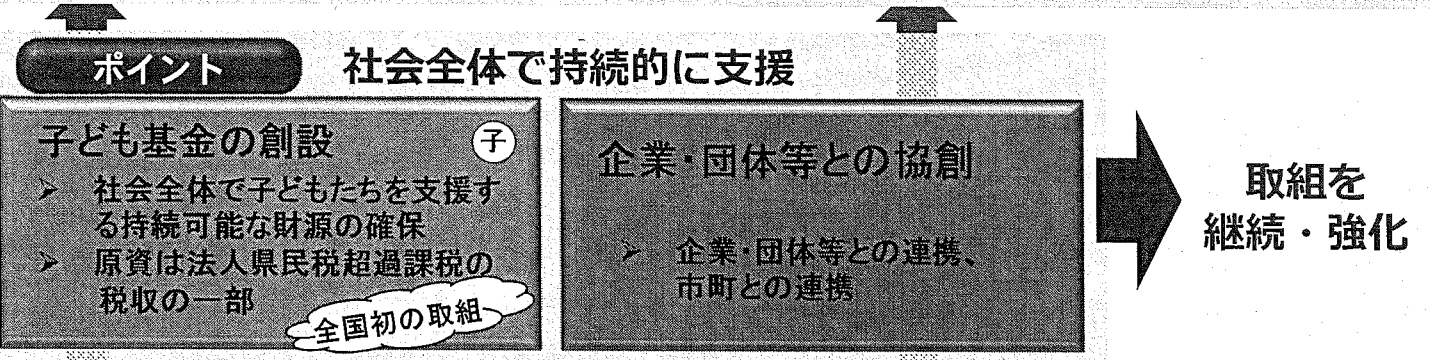 ポイント
社会全体で持続的に支援
子ども基金の創設
子
➢ 社会全体で子どもたちを支援す
る持続可能な財源の確保
➢ 原資は法人県民税超過課税の
税収の一部
全国初の取組
企業・団体等との協創
➢ 企業・団体等との連携、
市町との連携
取組を
継続・強化